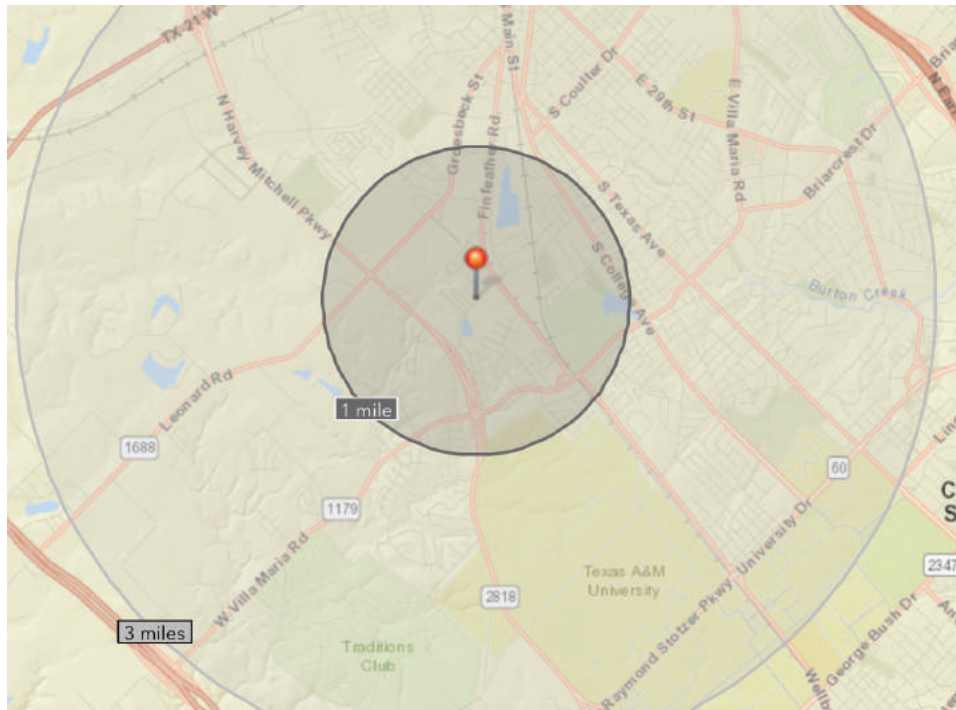 TX-21 W
Main St
S Coulter Dr
E 29th St
E Villa Maria Rd
Briarcrest Dr
N Harvey Mitchell Pkwy
Groesbeck St
Finfeather Rd
S Texas Ave
S College Ave
Burton Creek
1 mile
Leonard Rd
1688
60
1179
W Villa Maria Rd
Texas A&M
University
2818
2347
3 miles
Traditions
Club
Raymond Stotzer Pkwy
University Dr
George Bush Dr